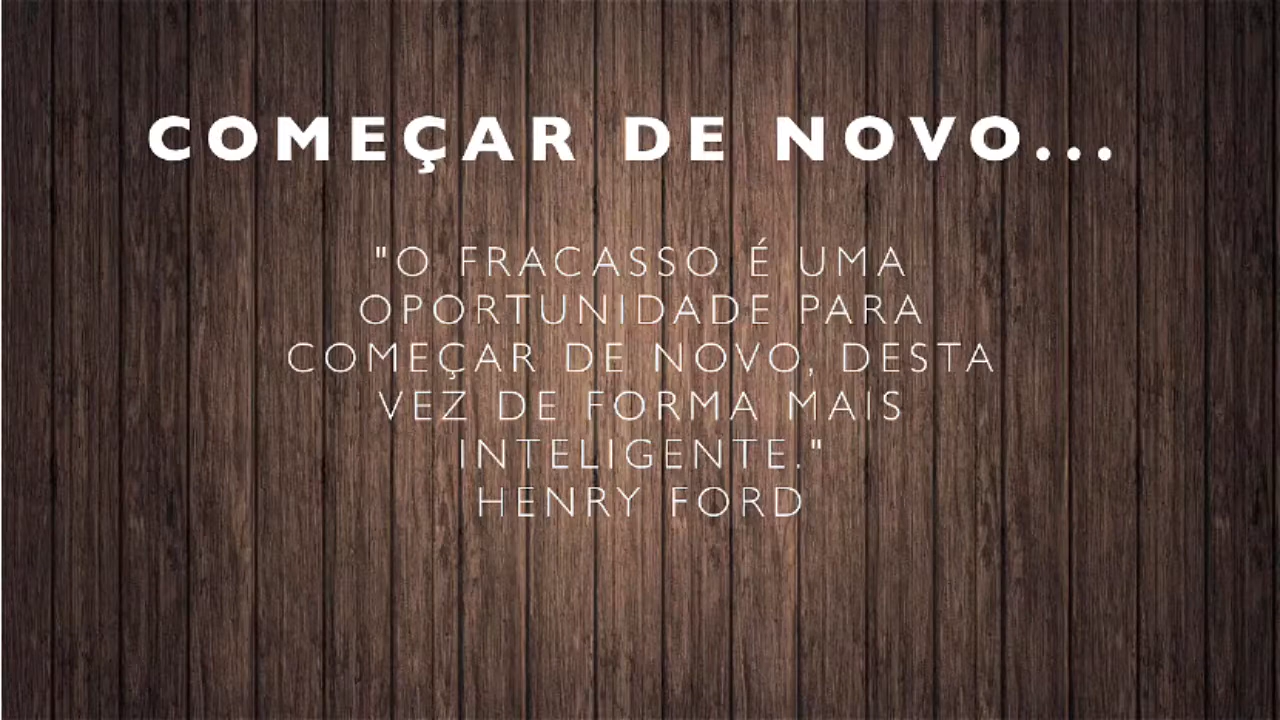 COMEÇAR DE NOVO...
"O FRACASSO É UMA
OPORTUNIDADE PARA
COMEÇAR DE NOVO, DESTA
VEZ DE FORMA MAIS
INTELIGENTE."
HENRY FORD